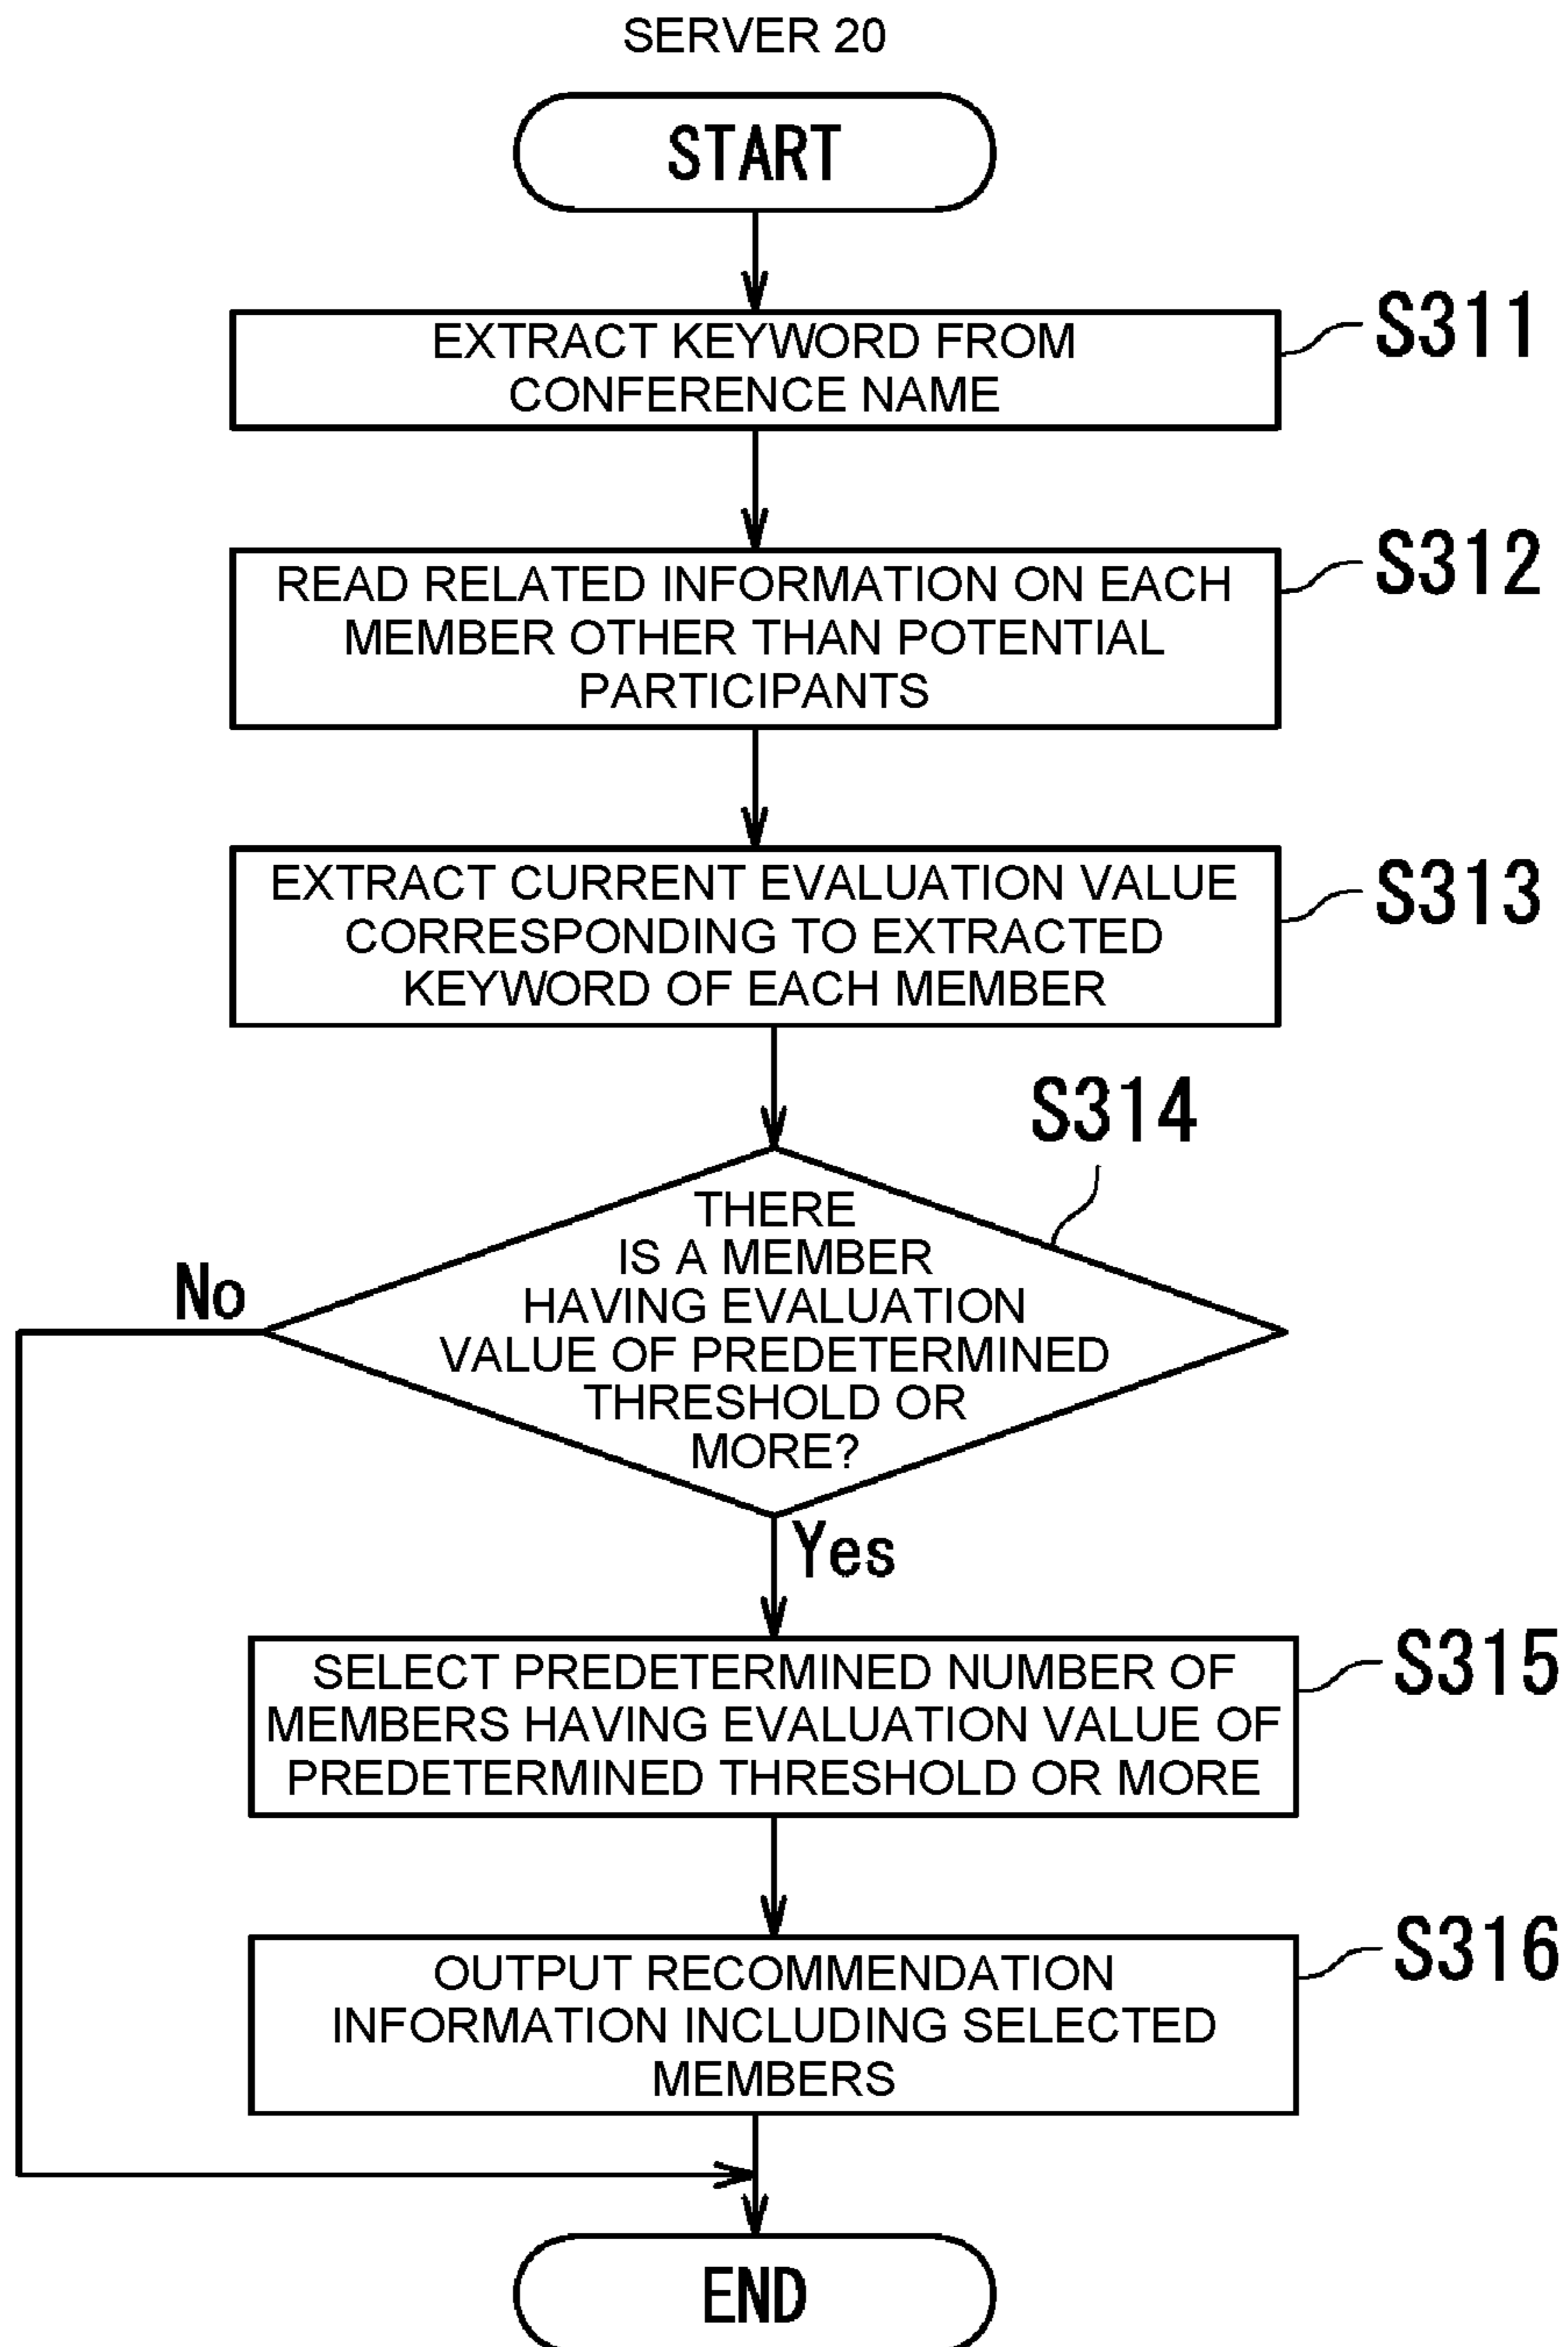 SERVER 20
START
EXTRACT KEYWORD FROM
CONFERENCE NAME
S311
READ RELATED INFORMATION ON EACH
MEMBER OTHER THAN POTENTIAL
PARTICIPANTS
S312
EXTRACT CURRENT EVALUATION VALUE
CORRESPONDING TO EXTRACTED
KEYWORD OF EACH MEMBER
S313
S314
THERE
IS A MEMBER
HAVING EVALUATION
VALUE OF PREDETERMINED
THRESHOLD OR
MORE?
No
Yes
SELECT PREDETERMINED NUMBER OF
MEMBERS HAVING EVALUATION VALUE OF
PREDETERMINED THRESHOLD OR MORE
S315
OUTPUT RECOMMENDATION
INFORMATION INCLUDING SELECTED
MEMBERS
S316
END